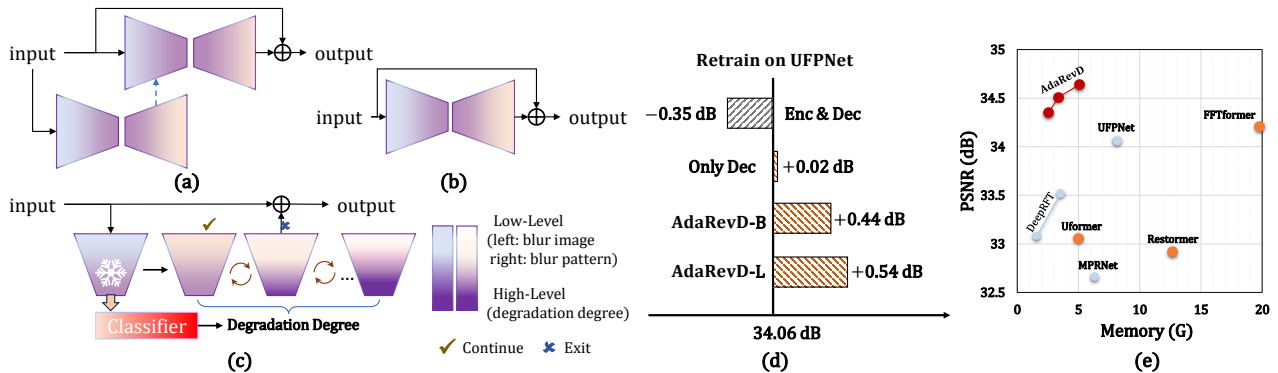 input
output
(a)
input
output
(b)
input
output
Classifier
Degradation Degree
...
Low-Level
(left: blur image
right: blur pattern)
High-Level
(degradation degree)
Continue
Exit
(c)
Retrain on UFPNet
−0.35 dB
Enc & Dec
Only Dec
+0.02 dB
AdaRevD-B
+0.44 dB
AdaRevD-L
+0.54 dB
34.06 dB
(d)
PSNR (dB)
35
34.5
34
33.5
33
32.5
0
5
10
15
20
Memory (G)
AdaRevD
UFPNet
FFTformer
DeepRFT
Uformer
Restormer
MPRNet
(e)